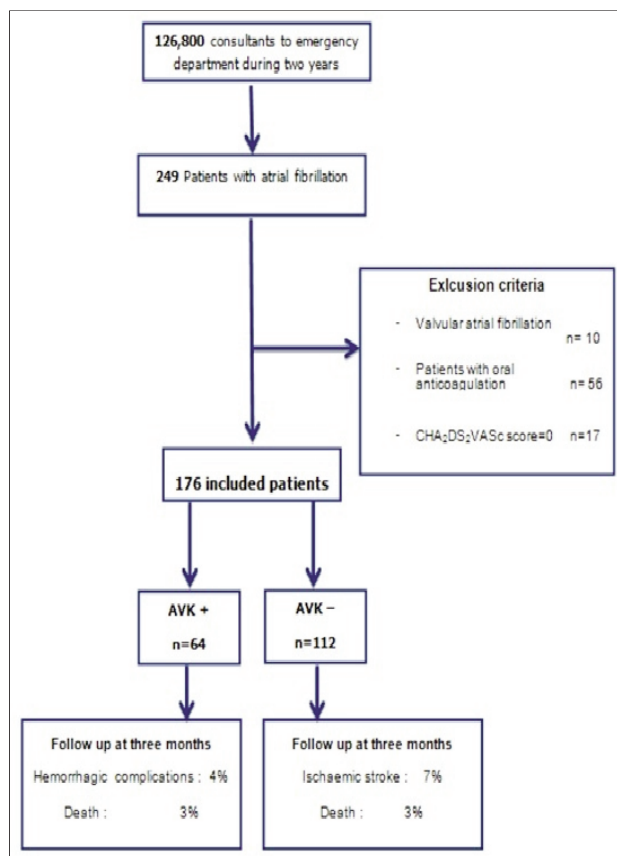 126,800 consultants to emergency
department during two years
249 Patients with atrial fibrillation
Exlcusion criteria
- Valvular atrial fibrillation
n= 10
- Patients with oral
anticoagulation n= 56
- CHA₂DS₂VASc score=0 n=17
176 included patients
AVK +
n=64
AVK –
n=112
Follow up at three months
Hemorrhagic complications : 4%
Death : 3%
Follow up at three months
Ischaemic stroke : 7%
Death : 3%